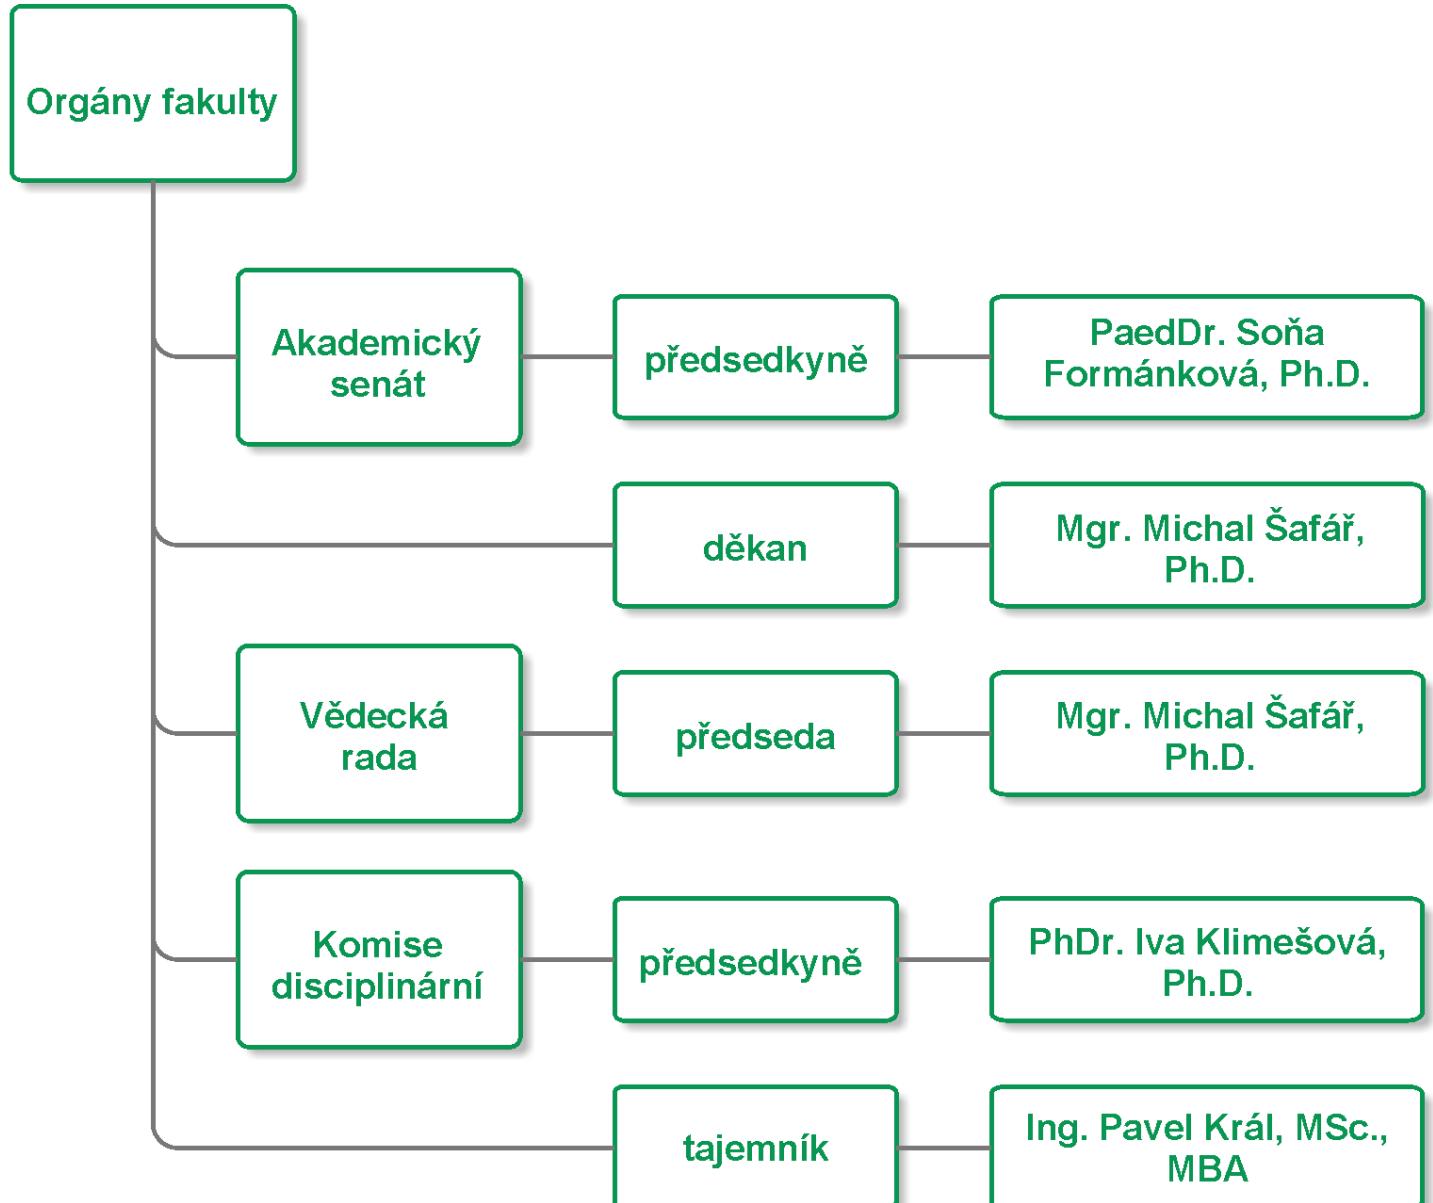 Orgány fakulty
Akademický
senát
předsedkyně
PaedDr. Soňa
Formánková, Ph.D.
děkan
Mgr. Michal Šafář,
Ph.D.
Vědecká
rada
předseda
Mgr. Michal Šafář,
Ph.D.
Komise
disciplinární
předsedkyně
PhDr. Iva Klimešová,
Ph.D.
tajemník
Ing. Pavel Král, MSc.,
MBA